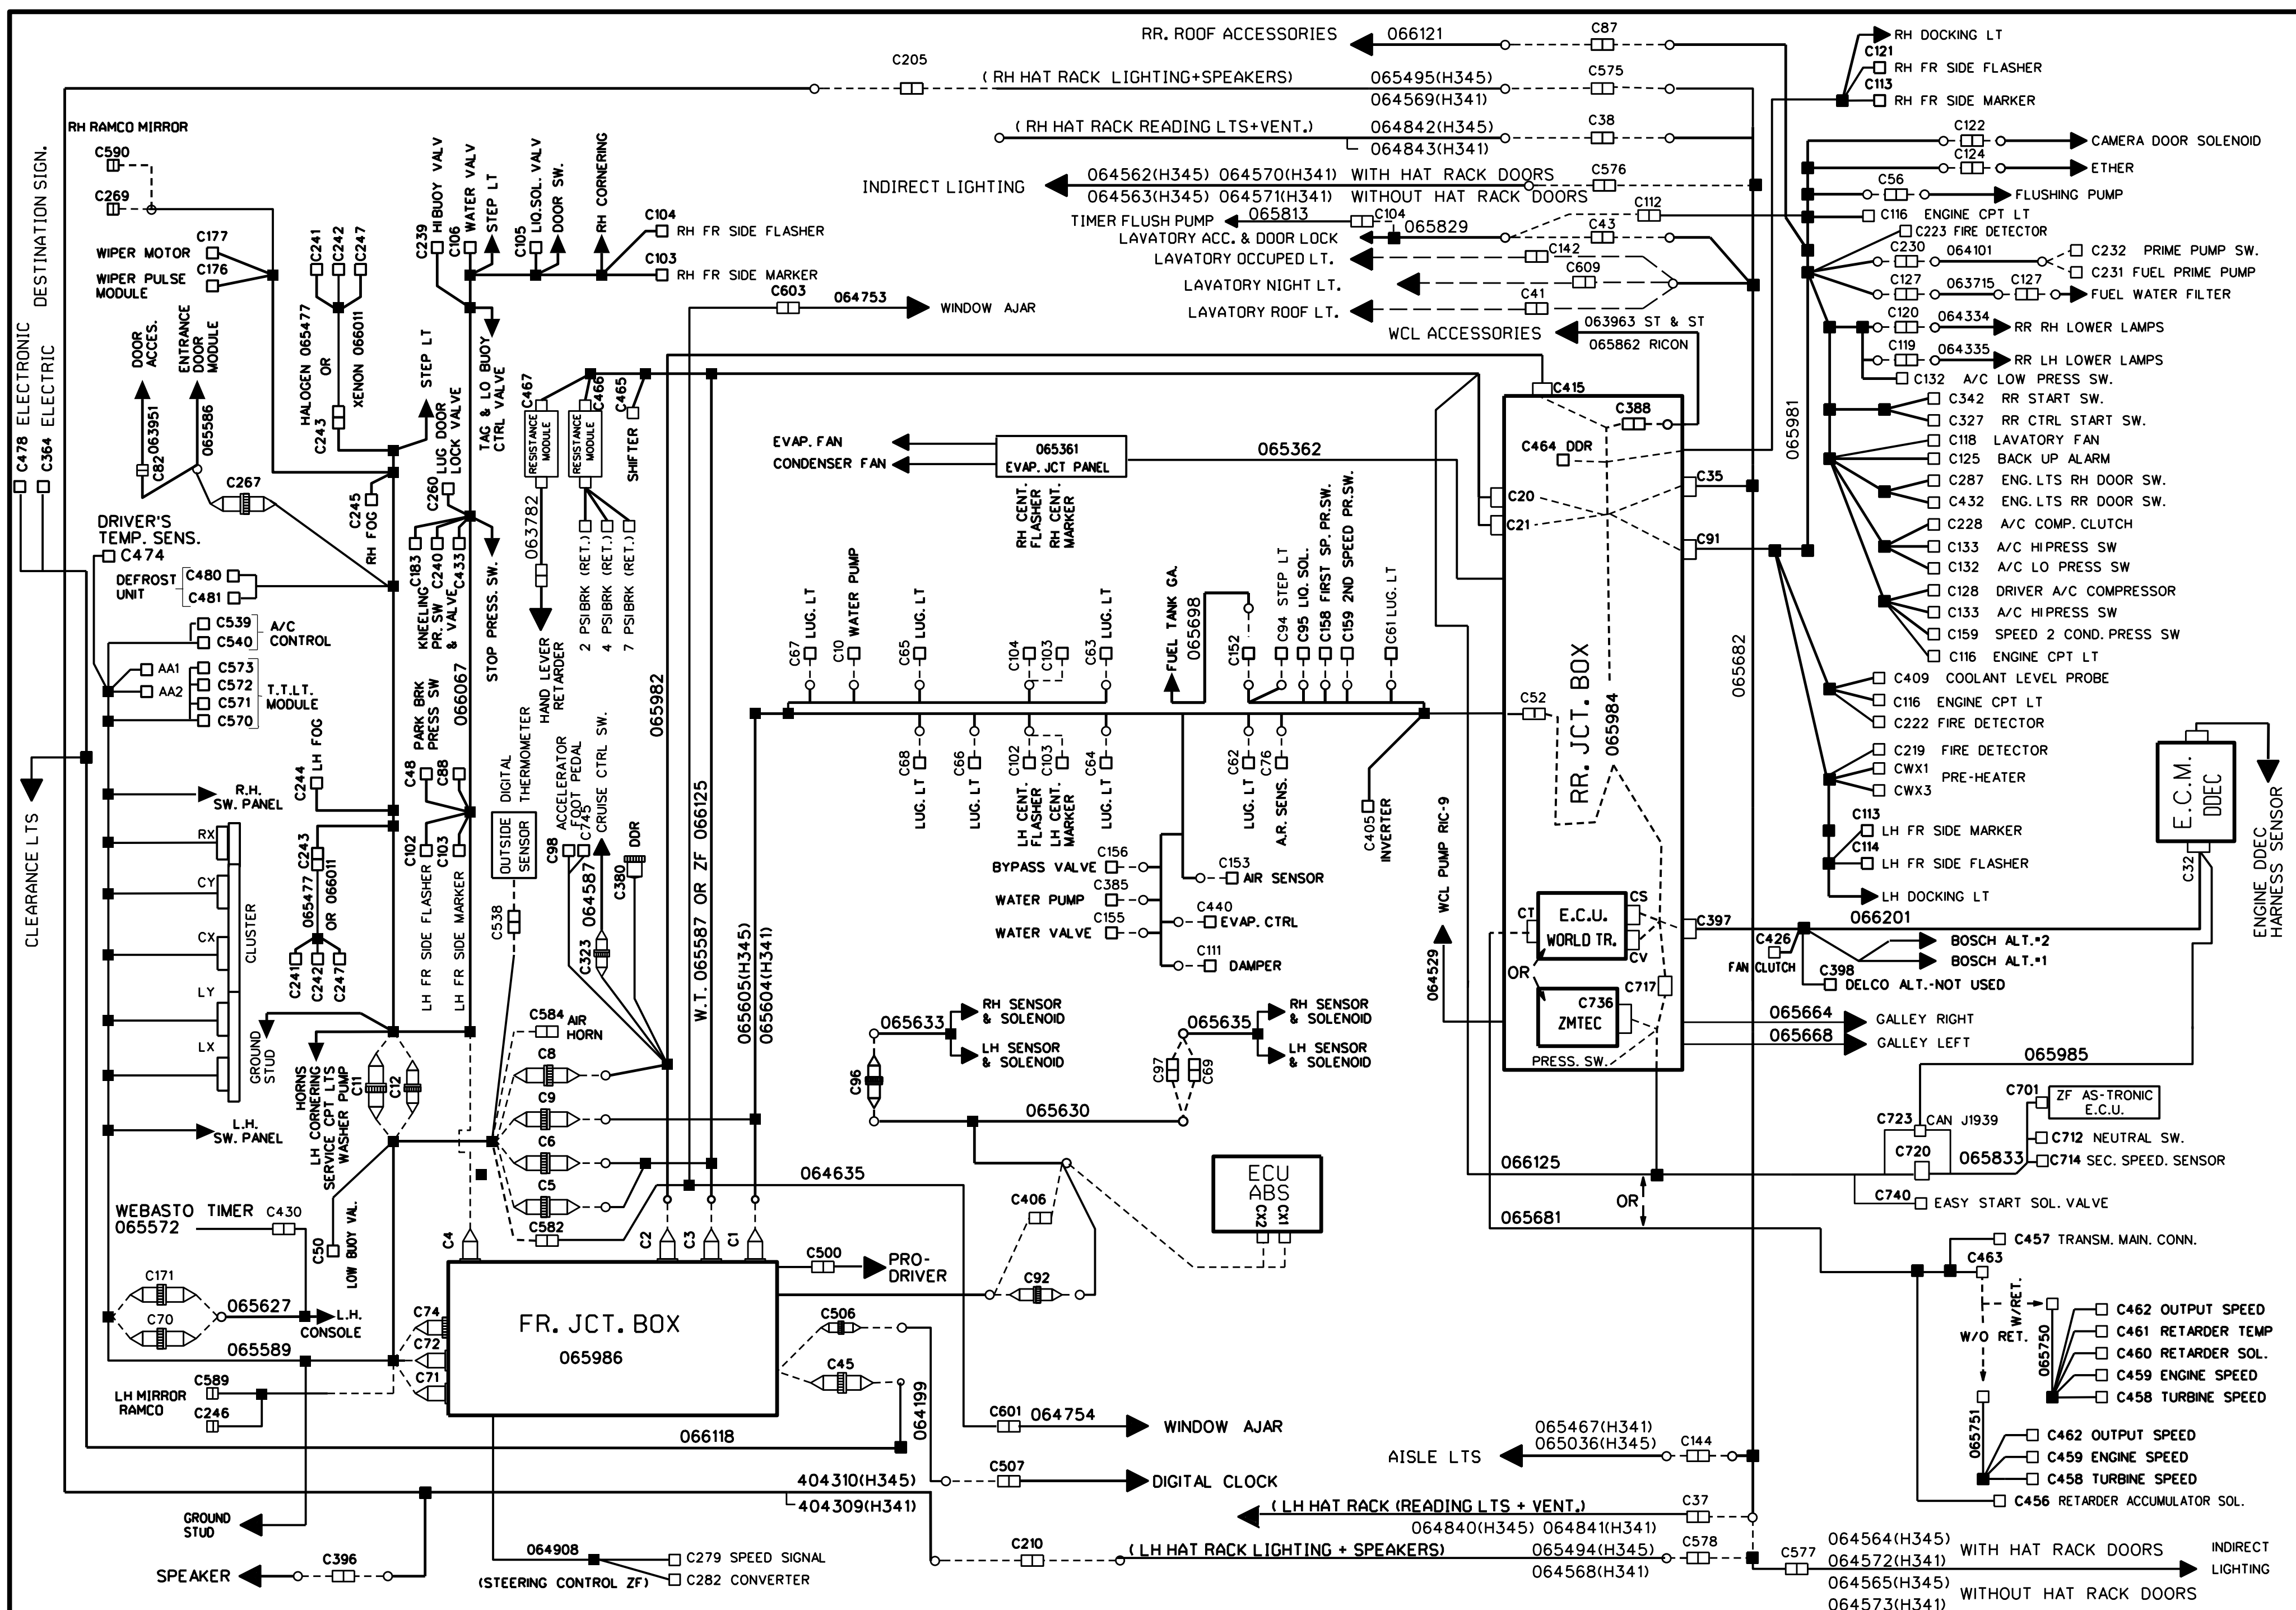 RR. ROOF ACCESSORIES
066121
C87
RH DOCKING LT
C121
RH FR SIDE FLASHER
C113
RH FR SIDE MARKER
C205
( RH HAT RACK LIGHTING+SPEAKERS)
065495(H345)
064569(H341)
C575
( RH HAT RACK READING LTS+VENT.)
064842(H345)
064843(H341)
C38
INDIRECT LIGHTING
064562(H345) 064570(H341) WITH HAT RACK DOORS
064563(H345) 064571(H341) WITHOUT HAT RACK DOORS
C576
TIMER FLUSH PUMP
065813
C104
065829
C112
LAVATORY ACC. & DOOR LOCK
C43
LAVATORY OCCUPED LT.
C142
LAVATORY NIGHT LT.
C609
LAVATORY ROOF LT.
C41
WCL ACCESSORIES
063963 ST & ST
065862 RICON
C122
CAMERA DOOR SOLENOID
C124
ETHER
C56
FLUSHING PUMP
C116 ENGINE CPT LT
C223 FIRE DETECTOR
C230
064101
C232 PRIME PUMP SW.
C231 FUEL PRIME PUMP
C127
063715
C127
FUEL WATER FILTER
C120
064334
RR RH LOWER LAMPS
C119
064335
RR LH LOWER LAMPS
C132 A/C LOW PRESS SW.
C342 RR START SW.
C327 RR CTRL START SW.
C118 LAVATORY FAN
C125 BACK UP ALARM
C287 ENG.LTS RH DOOR SW.
C432 ENG.LTS RR DOOR SW.
C228 A/C COMP.CLUTCH
C133 A/C HIPRESS SW
C132 A/C LO PRESS SW
C128 DRIVER A/C COMPRESSOR
C133 A/C HIPRESS SW
C159 SPEED 2 COND.PRESS SW
C116 ENGINE CPT LT
C409 COOLANT LEVEL PROBE
C116 ENGINE CPT LT
C222 FIRE DETECTOR
C219 FIRE DETECTOR
CWX1
PRE-HEATER
CWX3
C113
LH FR SIDE MARKER
C114
LH FR SIDE FLASHER
LH DOCKING LT
065981
065682
E.C.M.
DDEC
C32
ENGINE DDEC
HARNESS SENSOR
066201
C426
FAN CLUTCH
BOSCH ALT.#2
BOSCH ALT.#1
C398
DELCO ALT.-NOT USED
065664
GALLEY RIGHT
065668
GALLEY LEFT
065985
C701
ZF AS-TRONIC
E.C.U.
C723
CAN J1939
C712 NEUTRAL SW.
C720
065833
C714 SEC. SPEED. SENSOR
C740
EASY START SOL. VALVE
066125
OR
065681
C457 TRANSM. MAIN. CONN.
C463
W/RET.
W/O RET.
065750
C462 OUTPUT SPEED
C461 RETARDER TEMP
C460 RETARDER SOL.
C459 ENGINE SPEED
C458 TURBINE SPEED
065751
C462 OUTPUT SPEED
C459 ENGINE SPEED
C458 TURBINE SPEED
C456 RETARDER ACCUMULATOR SOL.
RH RAMCO MIRROR
C590
C269
DESTINATION SIGN.
C478 ELECTRONIC
C364 ELECTRIC
WIPER MOTOR
C177
WIPER PULSE
MODULE
C176
C241
C242
C247
HALOGEN 065477
OR
XENON 066011
C243
DOOR
ACCES.
ENTRANCE
DOOR
MODULE
C82
063951
065586
C267
STEP LT
C245
RH FOG
C239
HIBUOY VALV
C106
WATER VALV
STEP LT
C105
LIQ.SOL. VALV
DOOR SW.
RH CORNERING
C104
RH FR SIDE FLASHER
C103
RH FR SIDE MARKER
TAG & LO BUOY
CTRL VALVE
C260
LUG DOOR
LOCK VALVE
C603
064753
WINDOW AJAR
C467
RESISTANCE
MODULE
C466
RESISTANCE
MODULE
C465
SHIFTER
063782
HAND LEVER
RETARDER
2 PSIBRK (RET.)
4 PSIBRK (RET.)
7 PSIBRK (RET.)
KNEELING
PR. SW
& VALVE
C183
C240
C433
STOP PRESS. SW.
EVAP. FAN
CONDENSER FAN
065361
EVAP. JCT PANEL
065362
DRIVER'S
TEMP. SENS.
C474
DEFROST
UNIT
C480
C481
C539
C540
A/C
CONTROL
AA1
AA2
C573
C572
C571
C570
T.T.LT.
MODULE
CLEARANCE LTS
R.H.
SW. PANEL
RX
CY
CX
LY
LX
CLUSTER
L.H.
SW. PANEL
C244
LH FOG
C243
065477
OR 066011
C241
C242
C247
GROUND
STUD
HORNS
LH CORNERING
SERVICE CPT LTS
WASHER PUMP
C11
C12
PARK BRK
PRESS SW
C48
C88
066067
C102
LH FR SIDE FLASHER
C103
LH FR SIDE MARKER
DIGITAL
THERMOMETER
OUTSIDE
SENSOR
C538
ACCELERATOR
FOOT PEDAL
C98
C745
CRUISE CTRL SW.
C323
064587
C380
DDR
065982
W.T. 065587 OR ZF 066125
065605(H345)
065604(H341)
C584
AIR
HORN
C8
C9
C6
C5
C582
064635
C4
C2
C3
C1
C67
LUG. LT
C10
WATER PUMP
C65
LUG. LT
RH CENT.
FLASHER
RH CENT.
MARKER
C104
C103
C63
LUG. LT
FUEL TANK GA.
065698
C152
C94 STEP LT
C95 LIQ. SOL.
C158 FIRST SP. PR.SW.
C159 2ND SPEED PR.SW.
C61 LUG. LT
C68
LUG. LT
C66
LUG. LT
C102
C103
LH CENT.
FLASHER
LH CENT.
MARKER
C64
LUG. LT
C62
LUG. LT
C76
A.R. SENS.
C405
INVERTER
BYPASS VALVE
C156
WATER PUMP
C385
WATER VALVE
C155
C153
AIR SENSOR
C440
EVAP. CTRL
C111
DAMPER
C415
C388
C464 DDR
C20
C21
C35
C91
C52
RR. JCT. BOX
065984
WCL PUMP RIC-9
064529
CT
E.C.U.
WORLD TR.
CS
CV
C397
OR
C717
C736
ZMTEC
PRESS. SW.
065633
RH SENSOR
& SOLENOID
LH SENSOR
& SOLENOID
C96
065635
RH SENSOR
& SOLENOID
LH SENSOR
& SOLENOID
C97
C69
065630
C406
C92
ECU
ABS
CX2
CX1
WEBASTO TIMER
065572
C430
C50
LOW BUOY VAL.
C171
C70
065627
L.H.
CONSOLE
065589
C74
C72
C71
FR. JCT. BOX
065986
C500
PRO-
DRIVER
C506
C45
064199
LH MIRROR
RAMCO
C589
C246
066118
C601
064754
WINDOW AJAR
C507
DIGITAL CLOCK
404310(H345)
404309(H341)
GROUND
STUD
SPEAKER
C396
064908
(STEERING CONTROL ZF)
C279 SPEED SIGNAL
C282 CONVERTER
C210
( LH HAT RACK LIGHTING + SPEAKERS)
065494(H345)
064568(H341)
C578
( LH HAT RACK (READING LTS + VENT.)
064840(H345) 064841(H341)
C37
AISLE LTS
065467(H341)
065036(H345)
C144
C577
064564(H345)
064572(H341)
WITH HAT RACK DOORS
064565(H345)
064573(H341)
WITHOUT HAT RACK DOORS
INDIRECT
LIGHTING